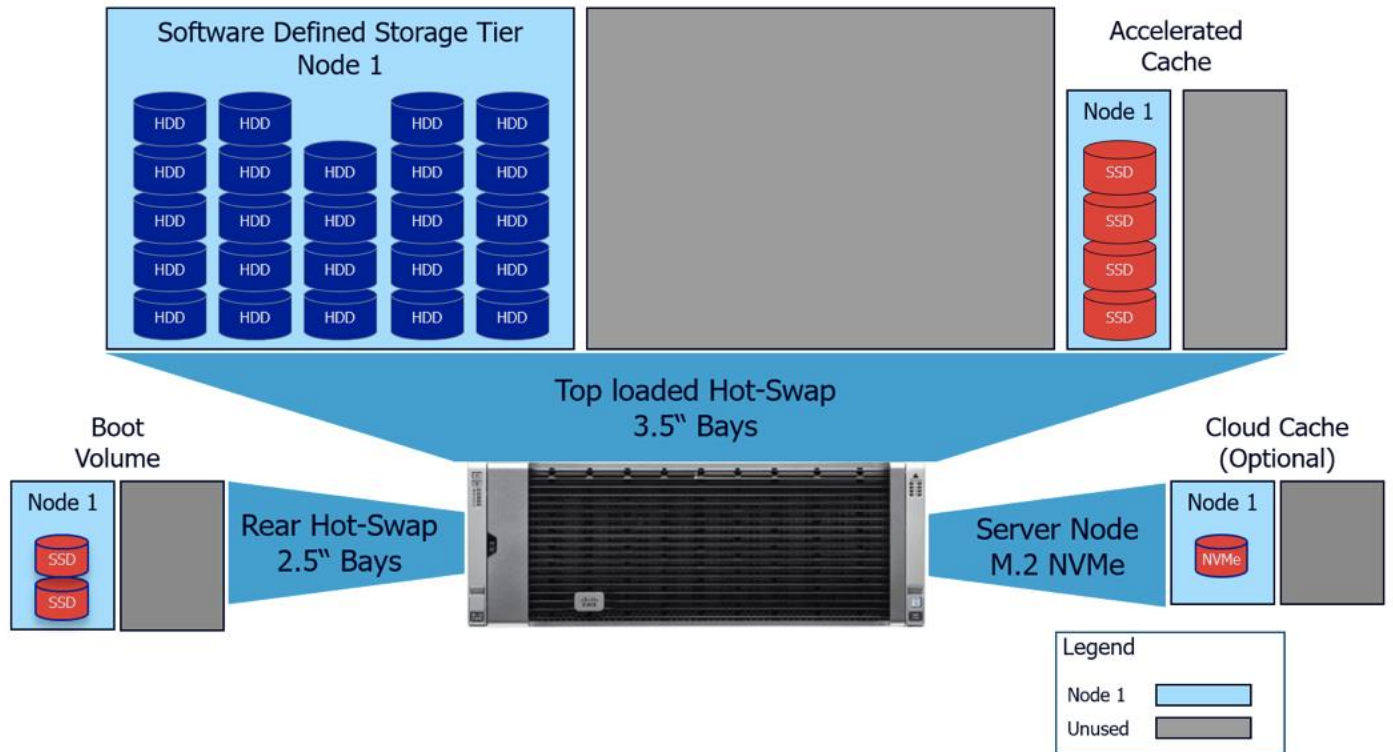 Software Defined Storage Tier
Node 1
HDD HDD HDD HDD
HDD HDD HDD HDD HDD
HDD HDD HDD HDD HDD
HDD HDD HDD HDD HDD
HDD HDD HDD HDD HDD
Accelerated
Cache
Node 1
SSD
SSD
SSD
SSD
Top loaded Hot-Swap
3.5“ Bays
Boot
Volume
Node 1
SSD
SSD
Rear Hot-Swap
2.5“ Bays
Server Node
M.2 NVMe
Cloud Cache
(Optional)
Node 1
NVMe
Legend
Node 1
Unused